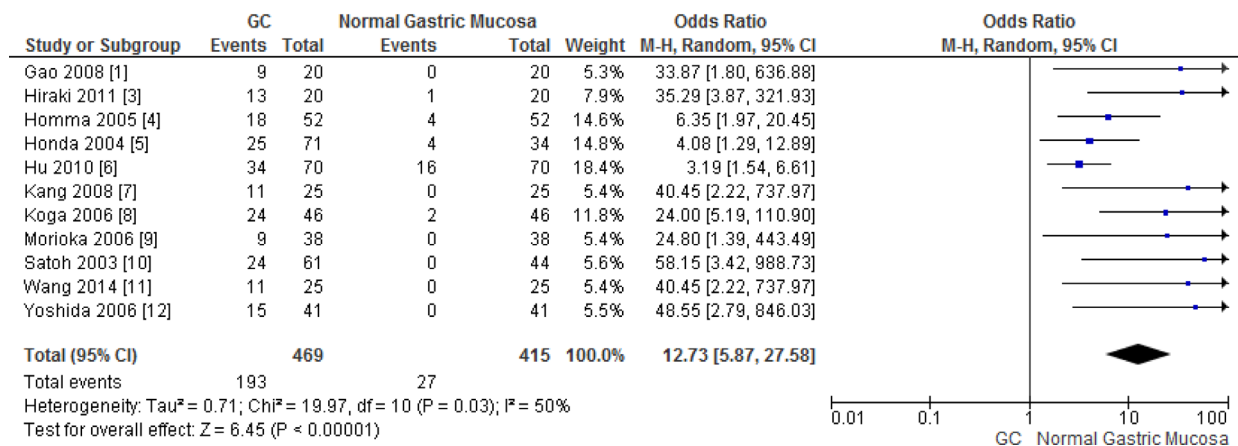 GC Normal Gastric Mucosa Odds Ratio Odds Ratio
Study or Subgroup Events Total Events Total Weight M-H, Random, 95% CI M-H, Random, 95% CI
Gao 2008 [1] 9 20 0 20 5.3% 33.87 [1.80, 636.88]
Hiraki 2011 [3] 13 20 1 20 7.9% 35.29 [3.87, 321.93]
Homma 2005 [4] 18 52 4 52 14.6% 6.35 [1.97, 20.45]
Honda 2004 [5] 25 71 4 34 14.8% 4.08 [1.29, 12.89]
Hu 2010 [6] 34 70 16 70 18.4% 3.19 [1.54, 6.61]
Kang 2008 [7] 11 25 0 25 5.4% 40.45 [2.22, 737.97]
Koga 2006 [8] 24 46 2 46 11.8% 24.00 [5.19, 110.90]
Morioka 2006 [9] 9 38 0 38 5.4% 24.80 [1.39, 443.49]
Satoh 2003 [10] 24 61 0 44 5.6% 58.15 [3.42, 988.73]
Wang 2014 [11] 11 25 0 25 5.4% 40.45 [2.22, 737.97]
Yoshida 2006 [12] 15 41 0 41 5.5% 48.55 [2.79, 846.03]
Total (95% CI) 469 415 100.0% 12.73 [5.87, 27.58]
Total events 193 27
Heterogeneity: Tau² = 0.71; Chi² = 19.97, df = 10 (P = 0.03); I² = 50%
Test for overall effect: Z = 6.45 (P < 0.00001)
0.01 0.1 1 10 100
GC Normal Gastric Mucosa